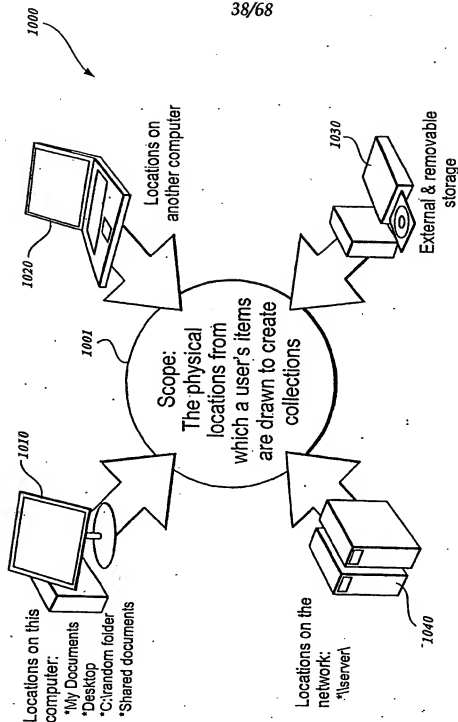 38/68
1000
1010
Locations on this
computer:
*My Documents
*Desktop
*C:\random folder
*Shared documents
1020
Locations on
another computer
1001
Scope:
The physical
locations from
which a user's items
are drawn to create
collections
Locations on the
network:
*\\server\
1040
1030
External & removable
storage